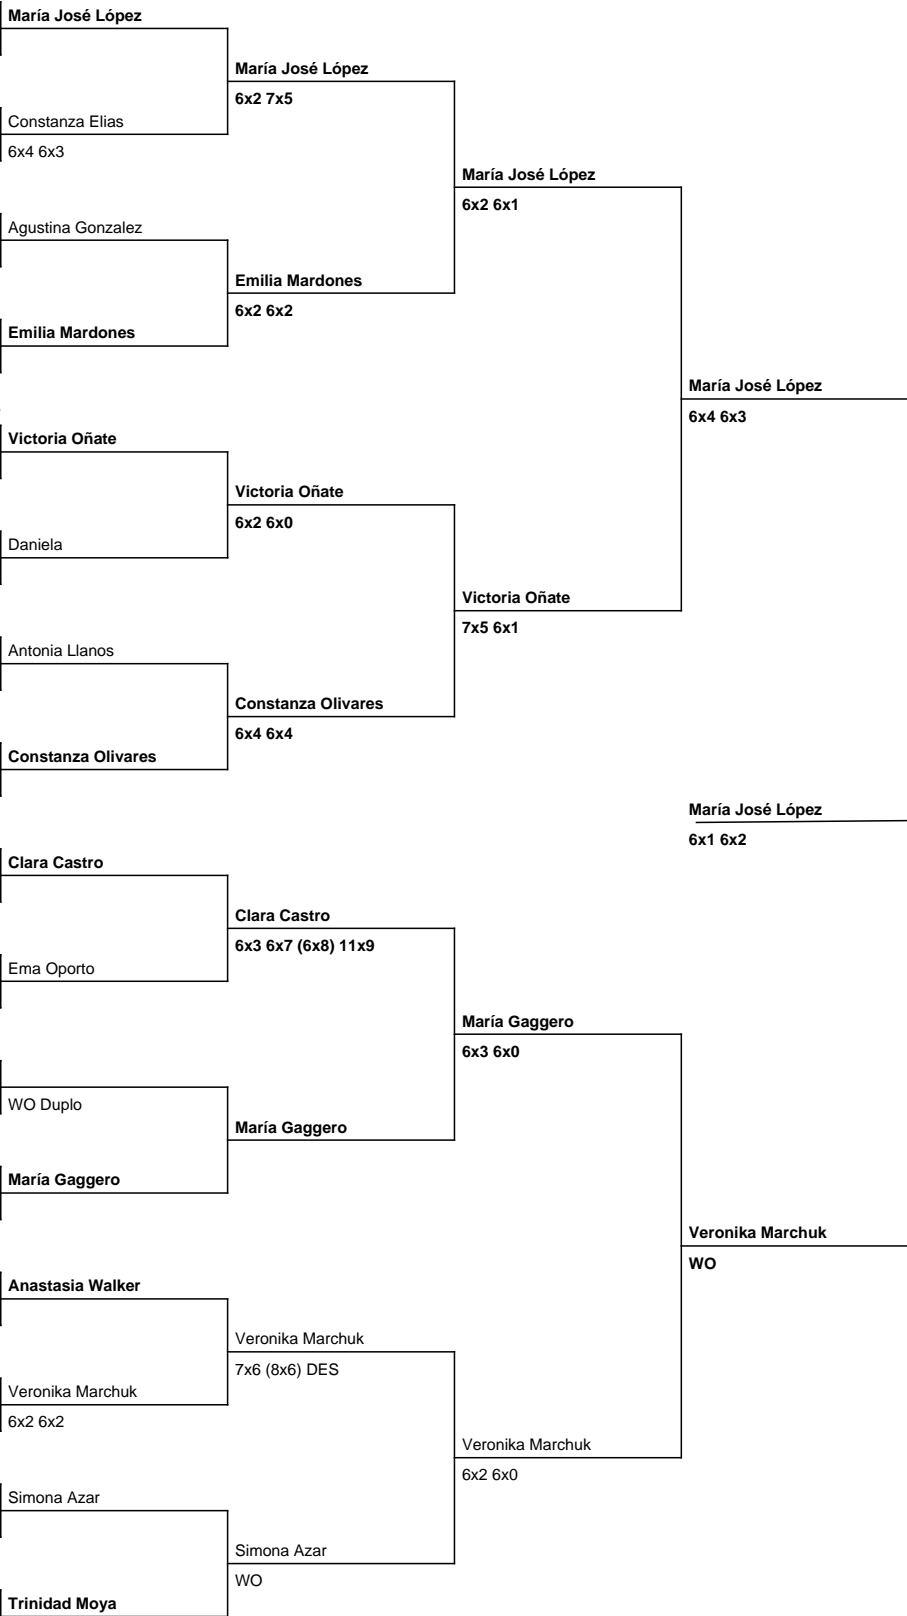 María José López
María José López
6x2 7x5
Constanza Elias
6x4 6x3
María José López
6x2 6x1
Agustina Gonzalez
Emilia Mardones
6x2 6x2
Emilia Mardones
María José López
6x4 6x3
Victoria Oñate
Victoria Oñate
6x2 6x0
Daniela
Victoria Oñate
7x5 6x1
Antonia Llanos
Constanza Olivares
6x4 6x4
Constanza Olivares
María José López
6x1 6x2
Clara Castro
Clara Castro
6x3 6x7 (6x8) 11x9
Ema Oporto
María Gaggero
6x3 6x0
WO Duplo
María Gaggero
María Gaggero
Veronika Marchuk
WO
Anastasia Walker
Veronika Marchuk
7x6 (8x6) DES
Veronika Marchuk
6x2 6x2
Veronika Marchuk
6x2 6x0
Simona Azar
Simona Azar
WO
Trinidad Moya